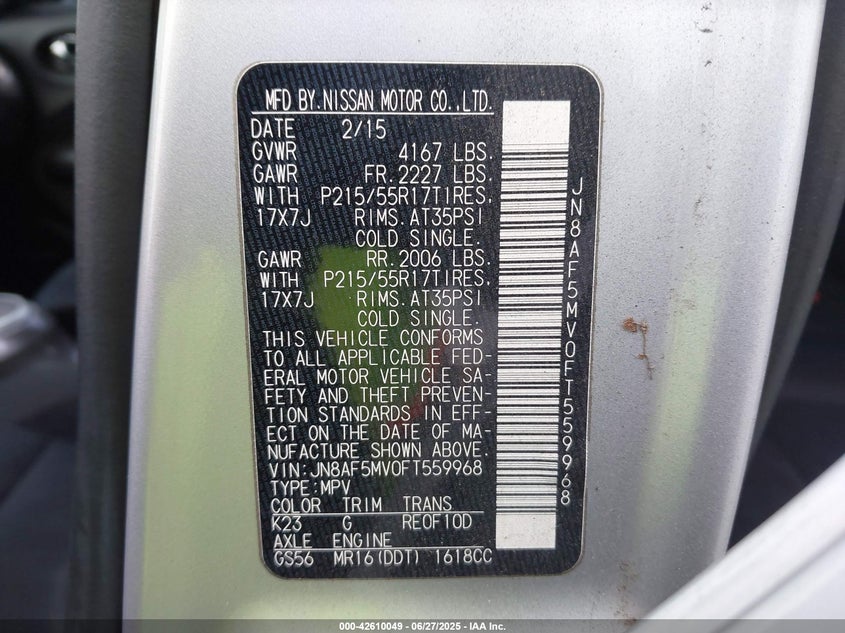 MFD BY.NISSAN MOTOR CO.,LTD.
DATE 2/15
GVWR 4167 LBS.
GAWR FR.2227 LBS.
WITH P215/55R17TIRES,
17X7J RIMS.AT35PSI
COLD SINGLE.
GAWR RR.2006 LBS.
WITH P215/55R17TIRES,
17X7J RIMS.AT35PSI
COLD SINGLE.
THIS VEHICLE CONFORMS
TO ALL APPLICABLE FED-
ERAL MOTOR VEHICLE SA-
FETY AND THEFT PREVEN-
TION STANDARDS IN EFF-
ECT ON THE DATE OF MA-
NUFACTURE SHOWN ABOVE.
VIN:JN8AF5MV0FT559968
TYPE:MPV
COLOR TRIM TRANS
K23 G RE0F10D
AXLE ENGINE
GS56 MR16(DDT) 1618CC
JN8AF5MV0FT559968
000-42610049 - 06/27/2025 - IAA Inc.